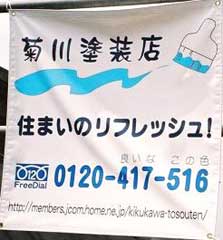 菊川塗装店
住まいのリフレッシュ!
良いな この色
0120 FreeDial 0120-417-516
http://members.jcom.home.ne.jp/kikukawa-tosouten/